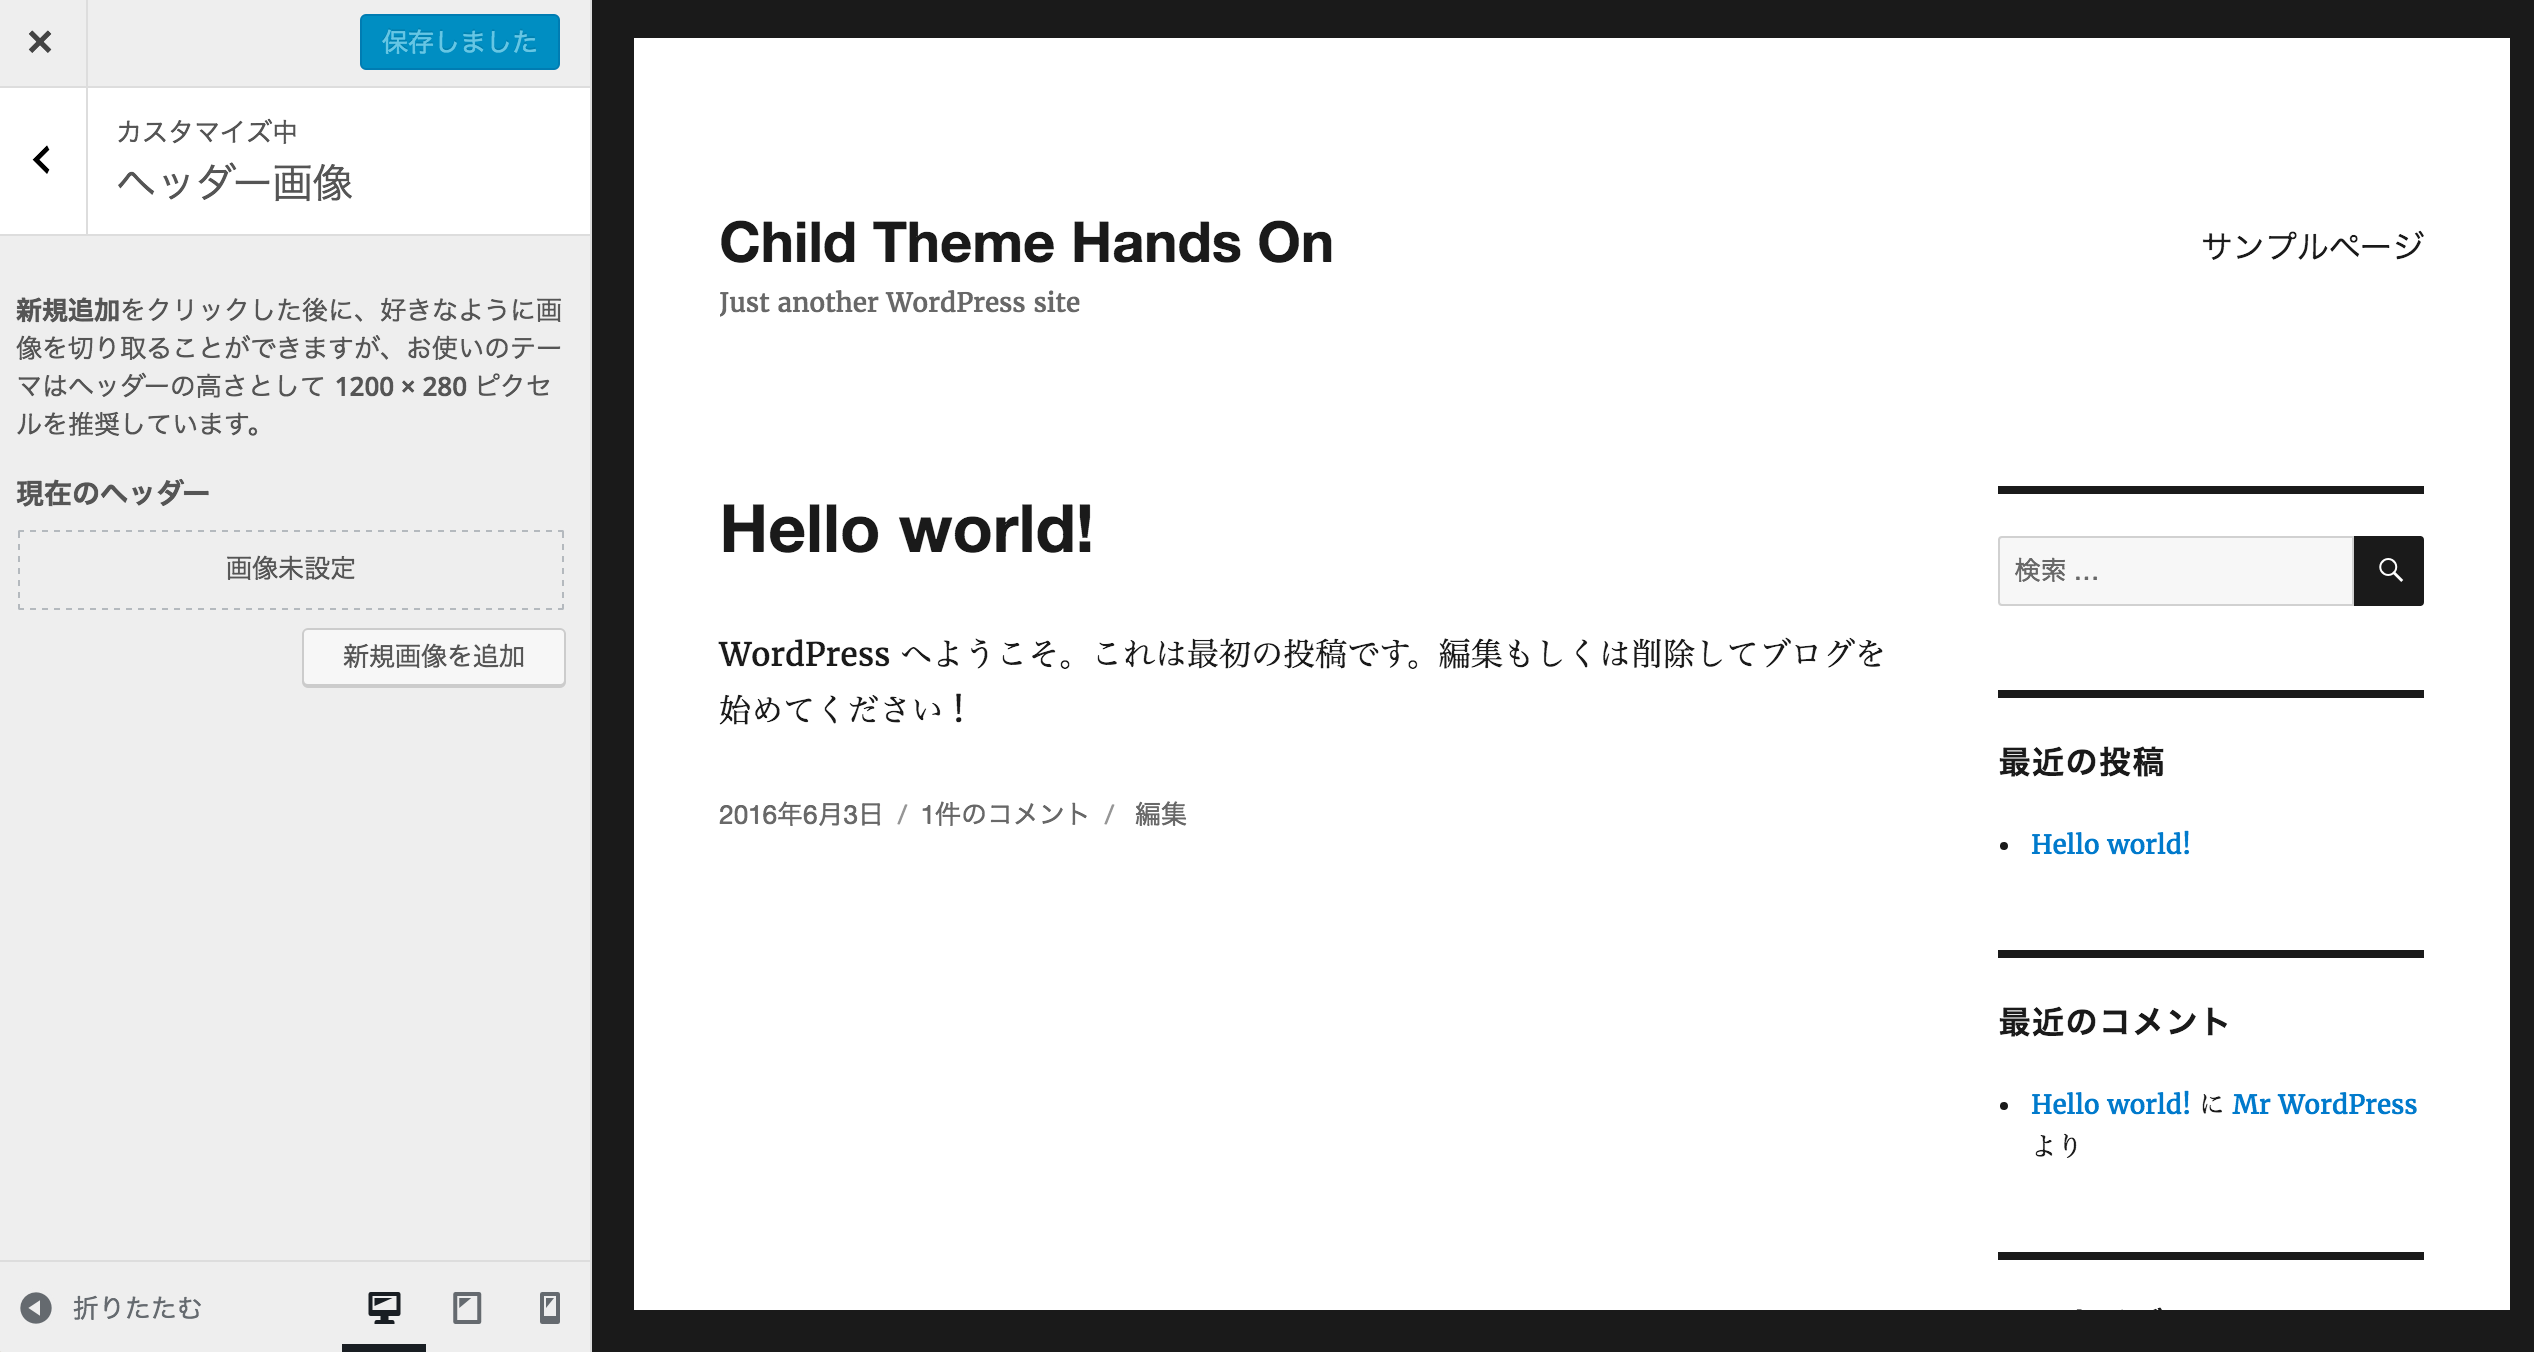 保存しました
カスタマイズ中
ヘッダー画像
新規追加をクリックした後に、好きなように画
像を切り取ることができますが、お使いのテー
マはヘッダーの高さとして 1200 × 280 ピクセ
ルを推奨しています。
現在のヘッダー
画像未設定
新規画像を追加
折りたたむ
Child Theme Hands On
Just another WordPress site
サンプルページ
Hello world!
WordPress へようこそ。これは最初の投稿です。編集もしくは削除してブログを
始めてください！
2016年6月3日 / 1件のコメント / 編集
検索 …
最近の投稿
Hello world!
最近のコメント
Hello world! に Mr WordPress
より